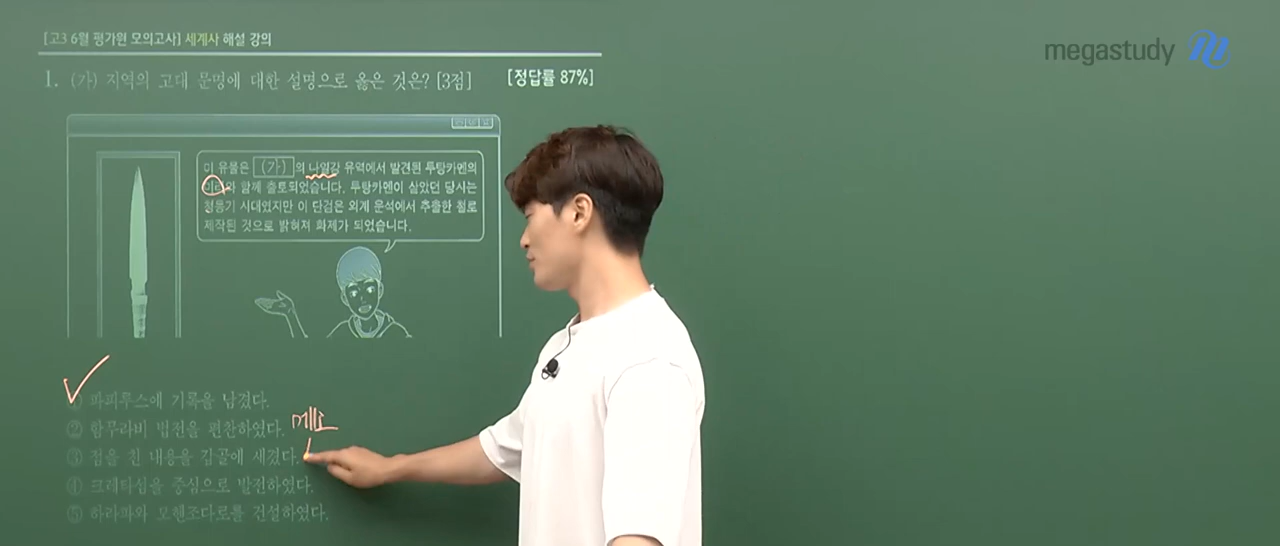 [고3 6월 평가원 모의고사] 세계사 해설 강의
megastudy
1. (가) 지역의 고대 문명에 대한 설명으로 옳은 것은? [3점]
[정답률 87%]
이 유물은 (가) 의 나일강 유역에서 발견된 투탕카멘의
미라와 함께 출토되었습니다. 투탕카멘이 살았던 당시는
청동기 시대였지만 이 단검은 외계 운석에서 추출한 철로
제작된 것으로 밝혀져 화제가 되었습니다.
① 파피루스에 기록을 남겼다.
메소
② 함무라비 법전을 편찬하였다.
③ 점을 친 내용을 갑골에 새겼다.
④ 크레타섬을 중심으로 발전하였다.
⑤ 하라파와 모헨조다로를 건설하였다.